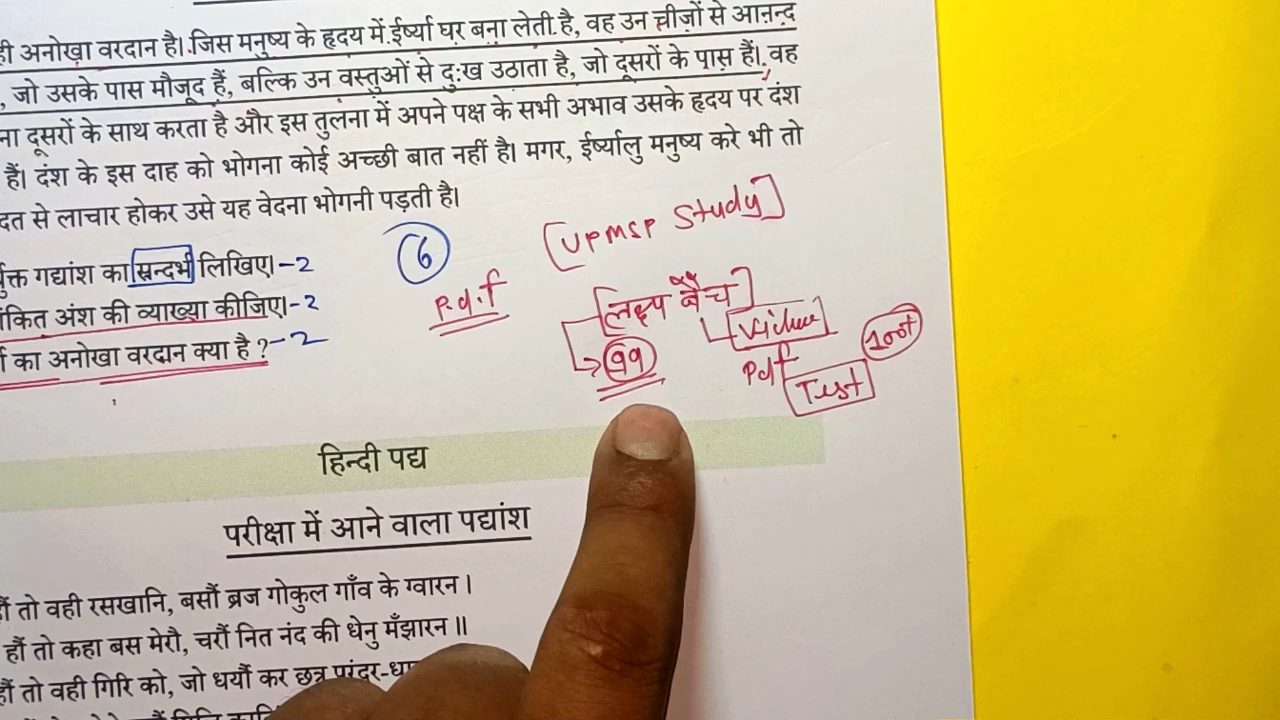 ही अनोखा वरदान है। जिस मनुष्य के हृदय में ईर्ष्या घर बना लेती है, वह उन चीज़ों से आनन्द
, जो उसके पास मौजूद हैं, बल्कि उन वस्तुओं से दुःख उठाता है, जो दूसरों के पास हैं। वह
ना दूसरों के साथ करता है और इस तुलना में अपने पक्ष के सभी अभाव उसके हृदय पर दंश
हैं। दंश के इस दाह को भोगना कोई अच्छी बात नहीं है। मगर, ईर्ष्यालु मनुष्य करे भी तो
दत से लाचार होकर उसे यह वेदना भोगनी पड़ती है।
[UPMSP Study]
6
र्युक्त गद्यांश का सन्दर्भ लिखिए।-2
P.d.f
[लक्ष्य बैच]
ांकित अंश की व्याख्या कीजिए।-2
100+
र्या का अनोखा वरदान क्या है ?-2
99
Pdf
Test
हिन्दी पद्य
परीक्षा में आने वाला पद्यांश
हौं तो वही रसखानि, बसौं ब्रज गोकुल गाँव के ग्वारन ।
हौं तो कहा बस मेरौ, चरौं नित नंद की धेनु मँझारन ॥
हौं तो वही गिरि को, जो धर्यौ कर छत्र पुरंदर-धा